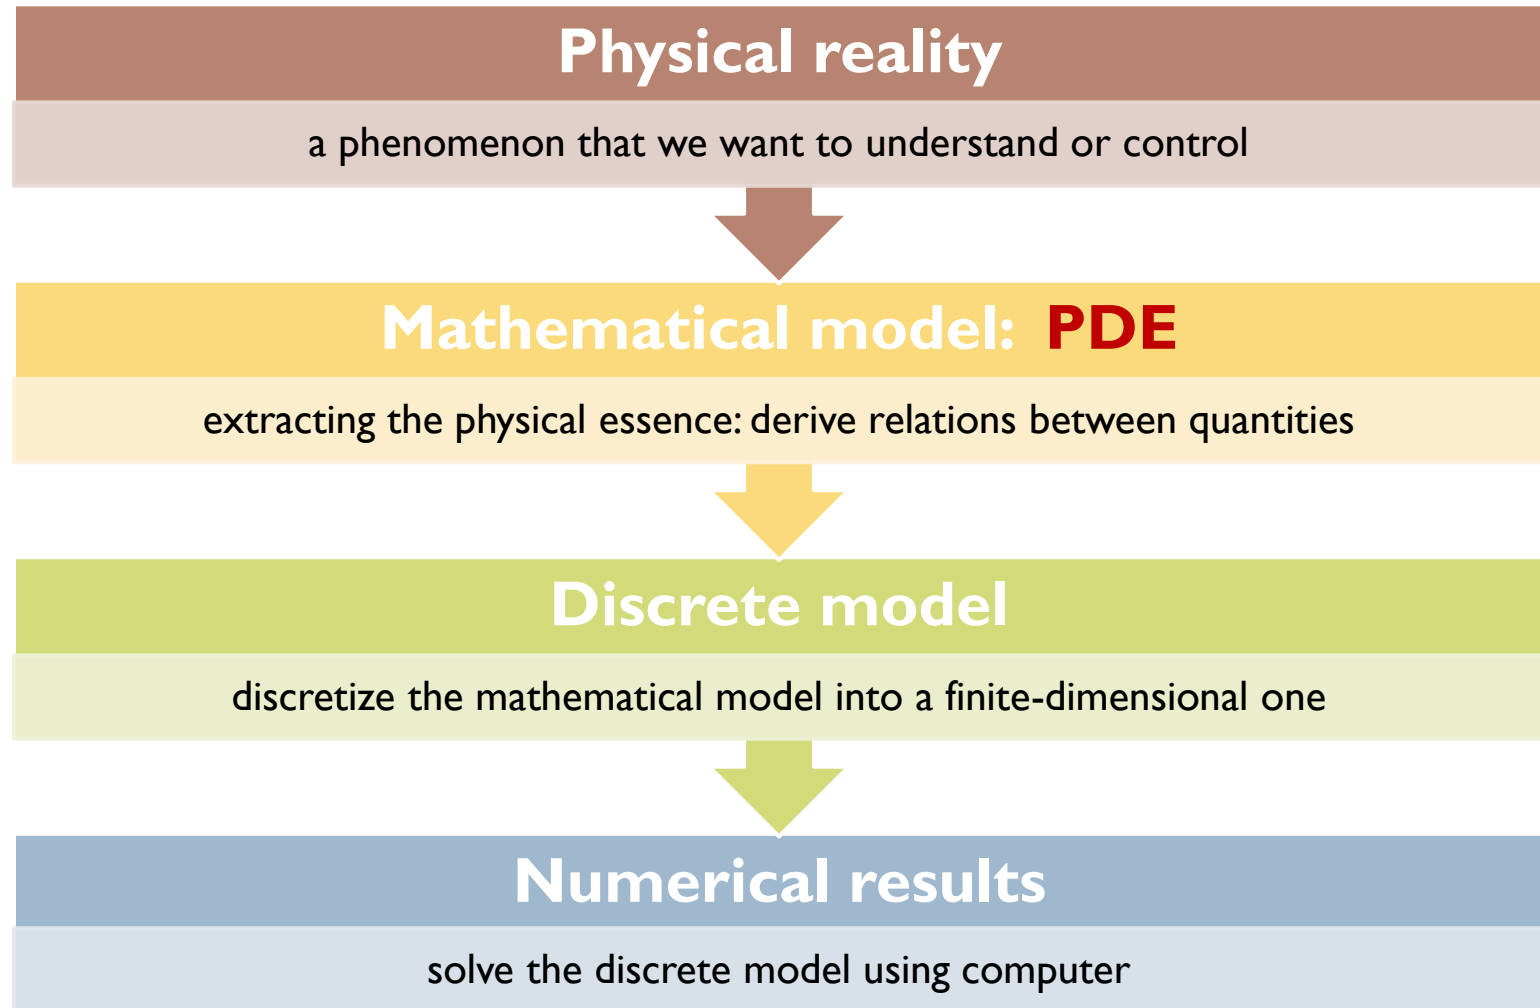 Physical reality
a phenomenon that we want to understand or control
Mathematical model: PDE
extracting the physical essence: derive relations between quantities
Discrete model
discretize the mathematical model into a finite-dimensional one
Numerical results
solve the discrete model using computer